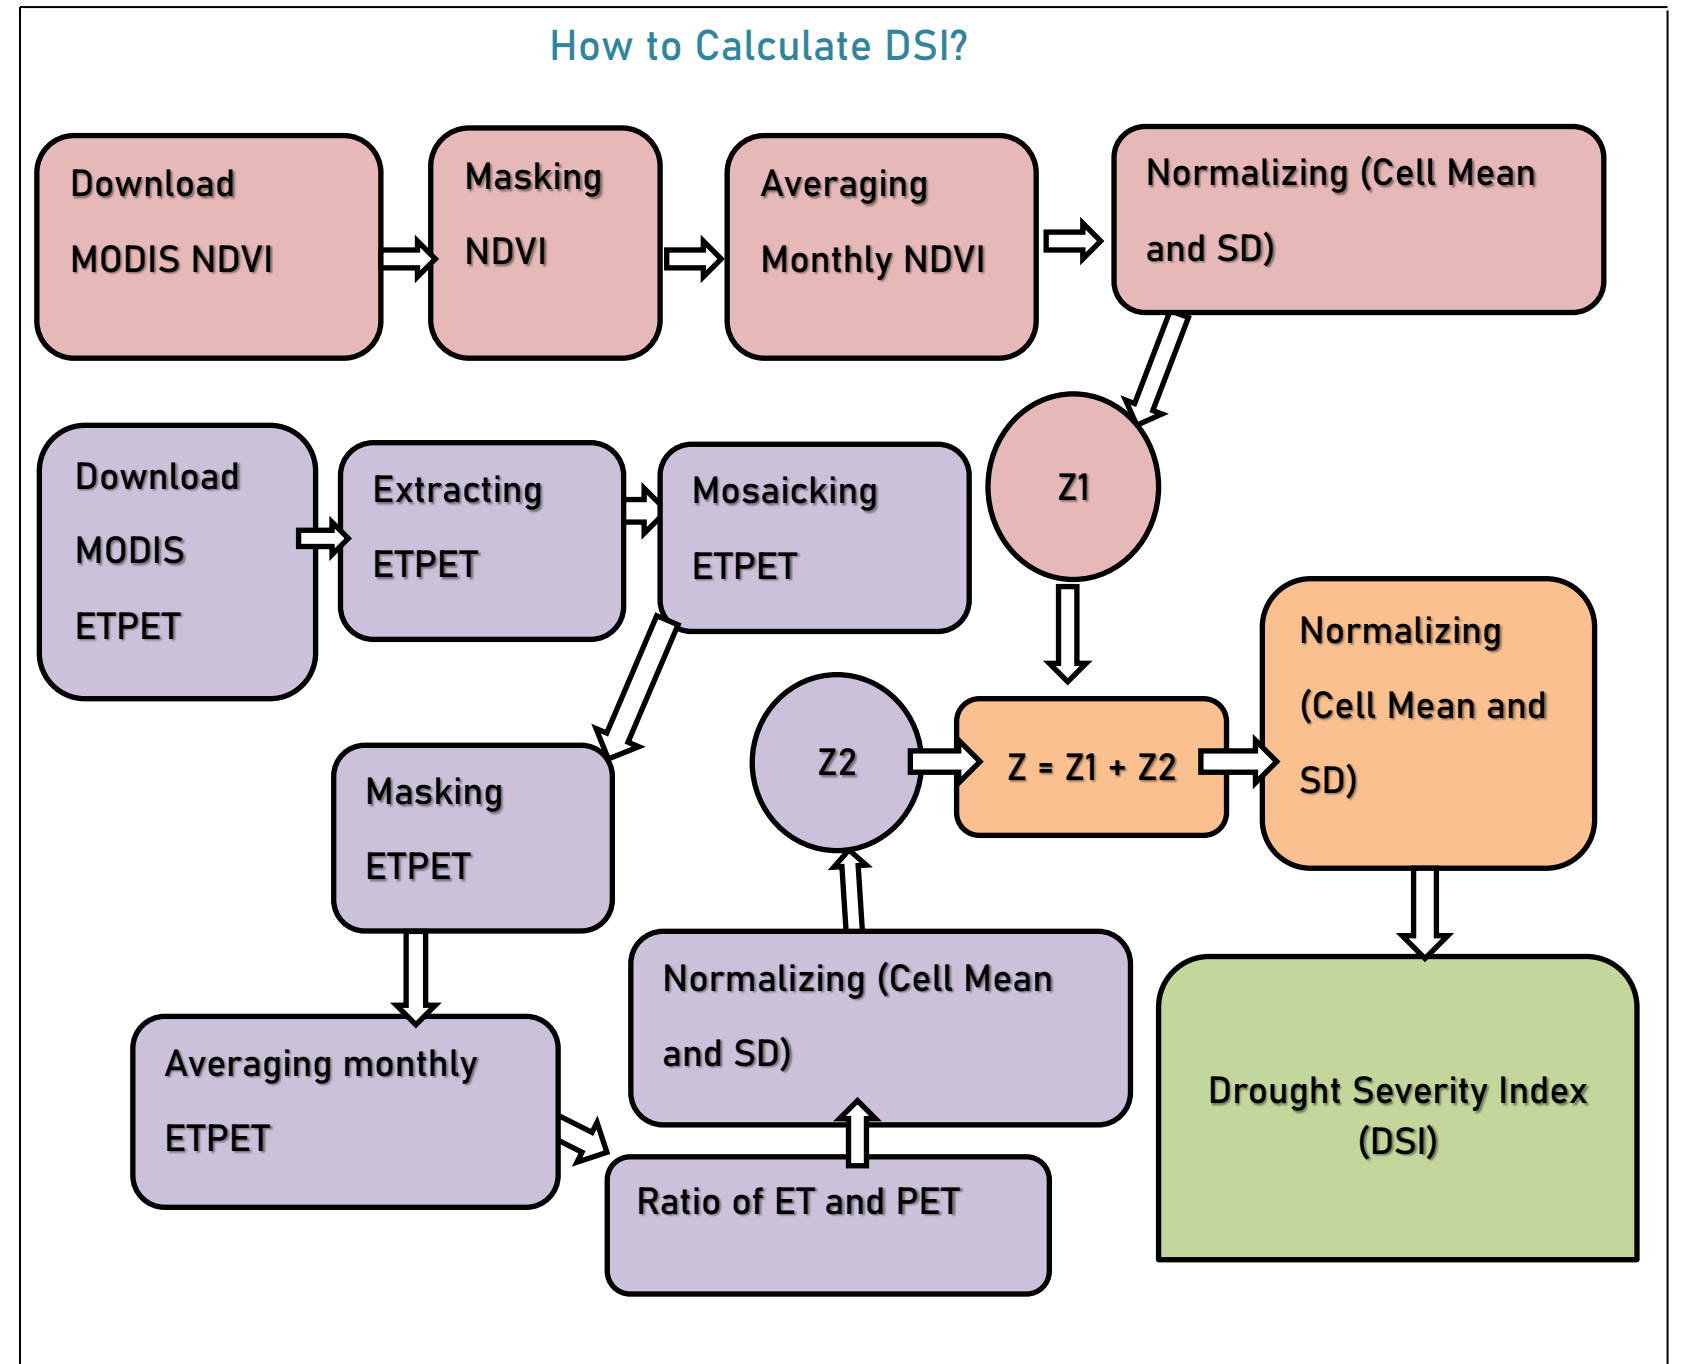 How to Calculate DSI?
Download
MODIS NDVI
Masking
NDVI
Averaging
Monthly NDVI
Normalizing (Cell Mean
and SD)
Z1
Download
MODIS
ETPET
Extracting
ETPET
Mosaicking
ETPET
Masking
ETPET
Averaging monthly
ETPET
Ratio of ET and PET
Normalizing (Cell Mean
and SD)
Z2
Z = Z1 + Z2
Normalizing
(Cell Mean and
SD)
Drought Severity Index
(DSI)